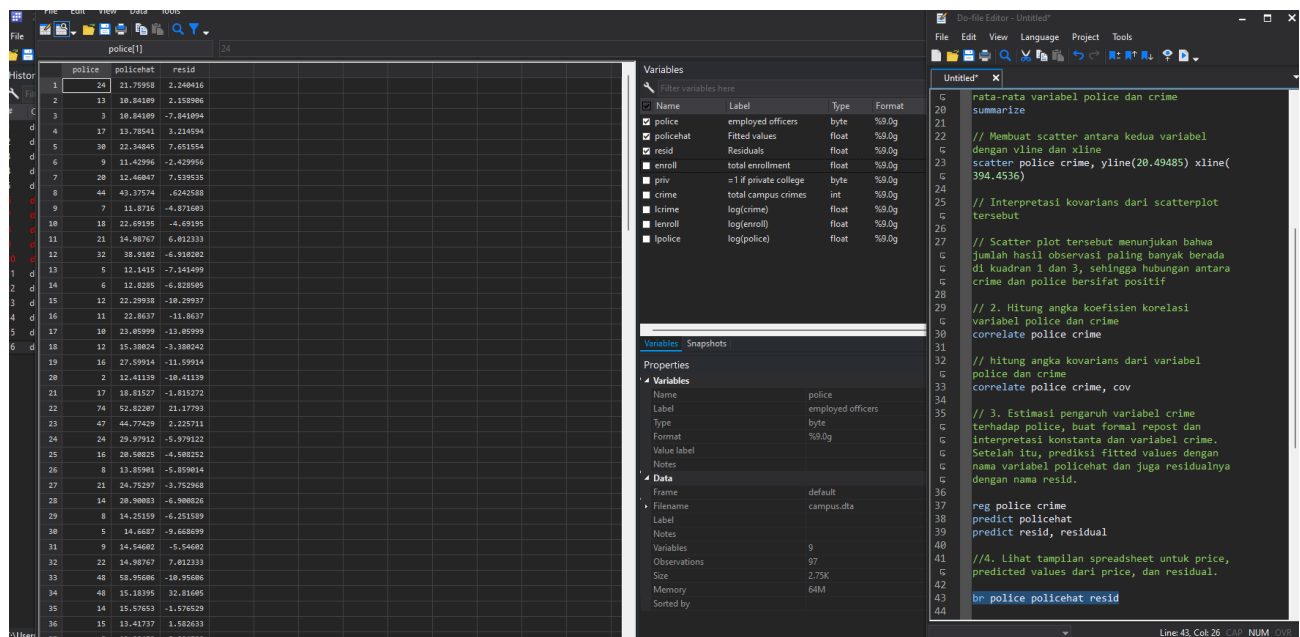 File Edit View Data Tools
File
Histor
police[1]
24
police policehat resid
1 24 21.75958 2.240416
2 13 10.84109 2.158906
3 3 10.84109 -7.841094
4 17 13.78541 3.214594
5 30 22.34845 7.651554
6 9 11.42996 -2.429956
7 20 12.46047 7.539535
8 44 43.37574 .6242588
9 7 11.8716 -4.871603
10 18 22.69195 -4.69195
11 21 14.98767 6.012333
12 32 38.9102 -6.910202
13 5 12.1415 -7.141499
14 6 12.8285 -6.828505
15 12 22.29938 -10.29937
16 11 22.8637 -11.8637
17 10 23.05999 -13.05999
18 12 15.38024 -3.380242
19 16 27.59914 -11.59914
20 2 12.41139 -10.41139
21 17 18.81527 -1.815272
22 74 52.82207 21.17793
23 47 44.77429 2.225711
24 24 29.97912 -5.979122
25 16 20.50825 -4.508252
26 8 13.85901 -5.859014
27 21 24.75297 -3.752968
28 14 20.90083 -6.900826
29 8 14.25159 -6.251589
30 5 14.6687 -9.668699
31 9 14.54602 -5.54602
32 22 14.98767 7.012333
33 48 58.95606 -10.95606
34 48 15.18395 32.81605
35 14 15.57653 -1.576529
36 15 13.41737 1.582633
Variables
Filter variables here
Name Label Type Format
police employed officers byte %9.0g
policehat Fitted values float %9.0g
resid Residuals float %9.0g
enroll total enrollment float %9.0g
priv =1 if private college byte %9.0g
crime total campus crimes int %9.0g
lcrime log(crime) float %9.0g
lenroll log(enroll) float %9.0g
lpolice log(police) float %9.0g
Variables Snapshots
Properties
Variables
Name police
Label employed officers
Type byte
Format %9.0g
Value label
Notes
Data
Frame default
Filename campus.dta
Label
Notes
Variables 9
Observations 97
Size 2.75K
Memory 64M
Sorted by
Do-file Editor - Untitled*
File Edit View Language Project Tools
Untitled* X
rata-rata variabel police dan crime
20 summarize
21
22 // Membuat scatter antara kedua variabel
dengan vline dan xline
23 scatter police crime, yline(20.49485) xline(
394.4536)
24
25 // Interpretasi kovarians dari scatterplot
tersebut
26
27 // Scatter plot tersebut menunjukan bahwa
jumlah hasil observasi paling banyak berada
di kuadran 1 dan 3, sehingga hubungan antara
crime dan police bersifat positif
28
29 // 2. Hitung angka koefisien korelasi
variabel police dan crime
30 correlate police crime
31
32 // hitung angka kovarians dari variabel
police dan crime
33 correlate police crime, cov
34
35 // 3. Estimasi pengaruh variabel crime
terhadap police, buat formal repost dan
interpretasi konstanta dan variabel crime.
Setelah itu, prediksi fitted values dengan
nama variabel policehat dan juga residualnya
dengan nama resid.
36
37 reg police crime
38 predict policehat
39 predict resid, residual
40
41 //4. Lihat tampilan spreadsheet untuk price,
predicted values dari price, dan residual.
42
43 br police policehat resid
44
Line: 43, Col: 26 CAP NUM OVR